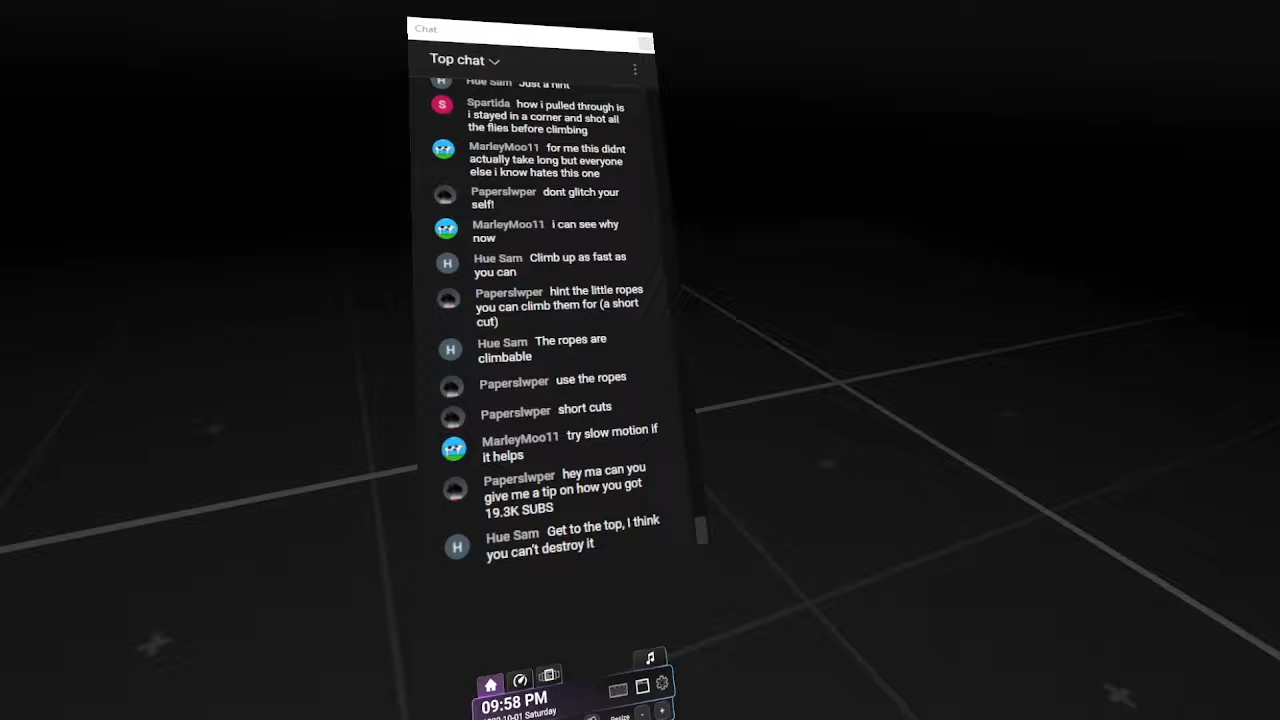 Chat
Top chat
Hue Sam Just a hint
Spartida how i pulled through is
i stayed in a corner and shot all
the flies before climbing
MarleyMoo11 for me this didnt
actually take long but everyone
else i know hates this one
Paperslwper dont glitch your
self!
MarleyMoo11 i can see why
now
Hue Sam Climb up as fast as
you can
Paperslwper hint the little ropes
you can climb them for (a short
cut)
Hue Sam The ropes are
climbable
Paperslwper use the ropes
Paperslwper short cuts
MarleyMoo11 try slow motion if
it helps
Paperslwper hey ma can you
give me a tip on how you got
19.3K SUBS
Hue Sam Get to the top, I think
you can't destroy it
09:58 PM
Saturday
Resize - +